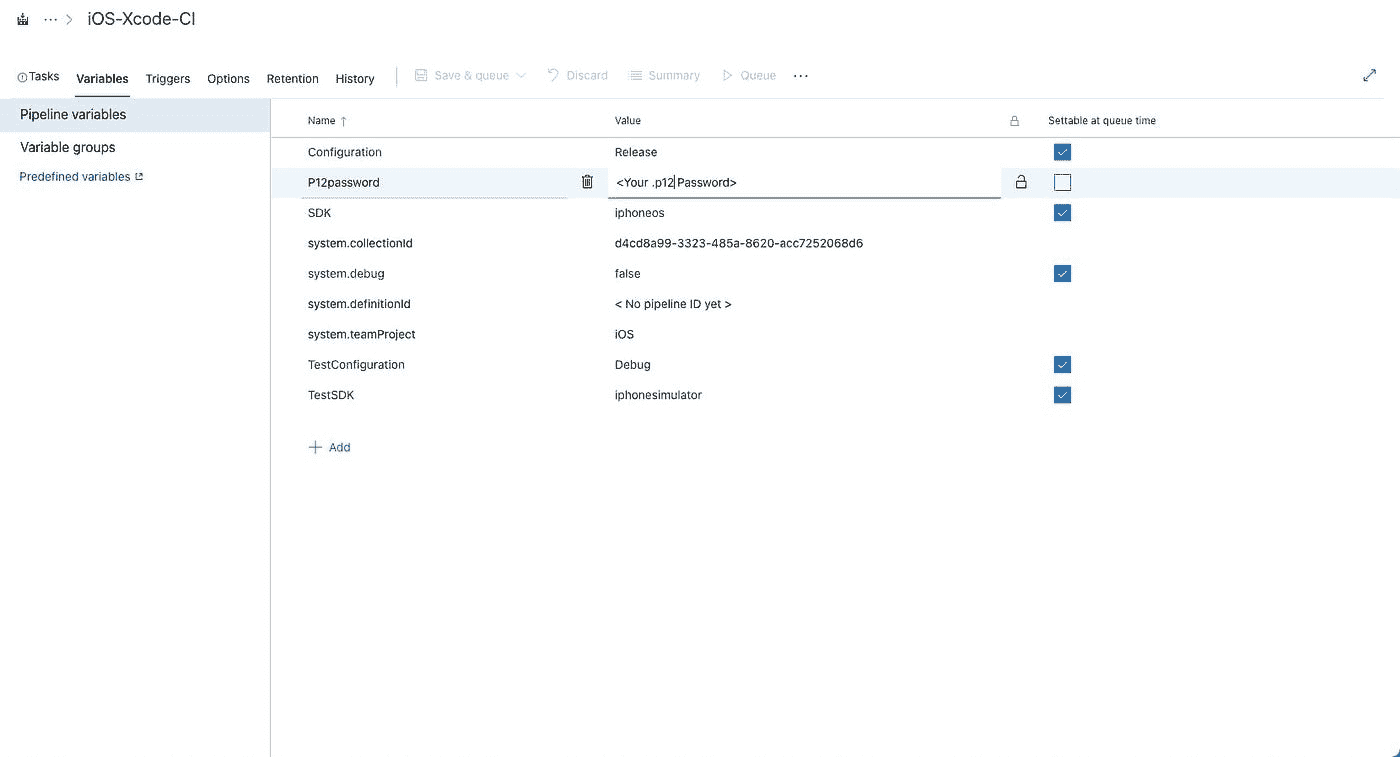 ··· > iOS-Xcode-CI
Tasks Variables Triggers Options Retention History Save & queue Discard Summary Queue ···
Pipeline variables
Variable groups
Predefined variables
Name ↑ Value Settable at queue time
Configuration Release
P12password <Your .p12 Password>
SDK iphoneos
system.collectionId d4cd8a99-3323-485a-8620-acc7252068d6
system.debug false
system.definitionId < No pipeline ID yet >
system.teamProject iOS
TestConfiguration Debug
TestSDK iphonesimulator
+ Add